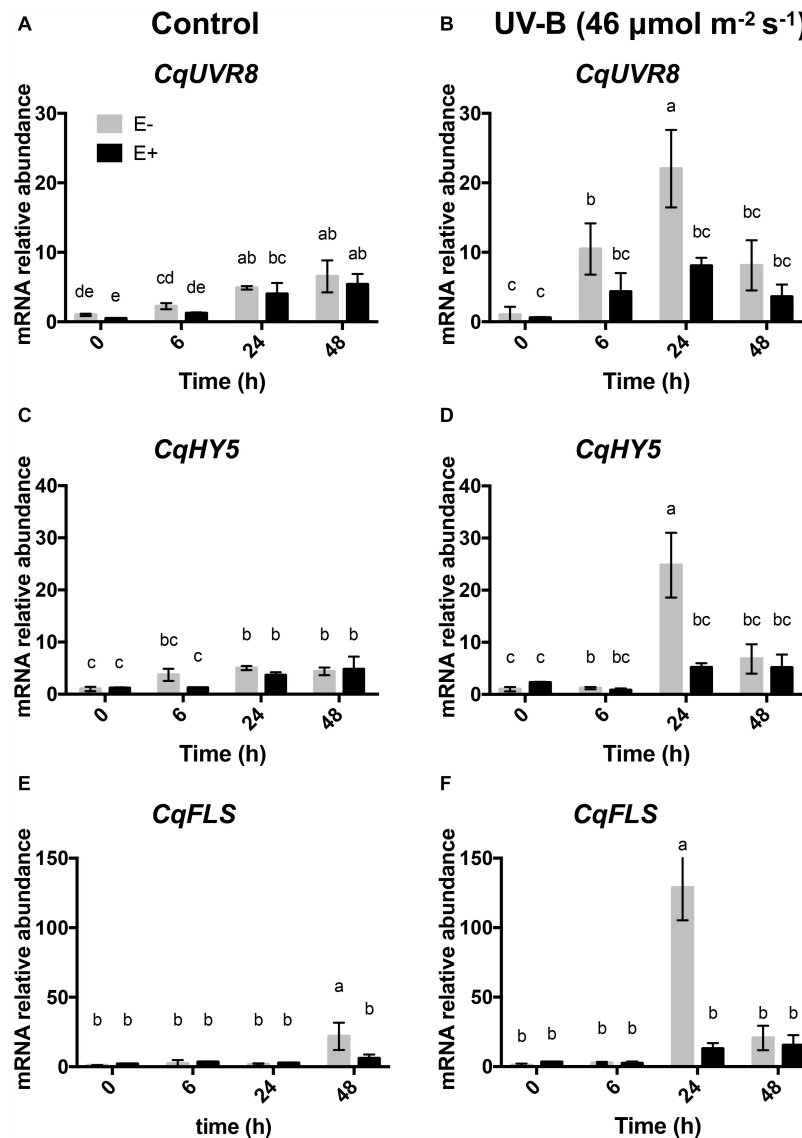 A Control
B UV-B (46 µmol m-2 s-1)
CqUVR8
CqUVR8
mRNA relative abundance
30
20
10
0
E-
E+
de e cd de ab bc ab ab
0 6 24 48
Time (h)
mRNA relative abundance
30
20
10
0
c c b bc a bc bc bc
0 6 24 48
Time (h)
C
CqHY5
mRNA relative abundance
40
30
20
10
0
c c bc c b b b b
0 6 24 48
Time (h)
D
CqHY5
mRNA relative abundance
40
30
20
10
0
c c b bc a bc bc bc
0 6 24 48
Time (h)
E
CqFLS
mRNA relative abundance
150
100
50
0
b b b b b b a b
0 6 24 48
time (h)
F
CqFLS
mRNA relative abundance
150
100
50
0
b b b b a b b b
0 6 24 48
Time (h)